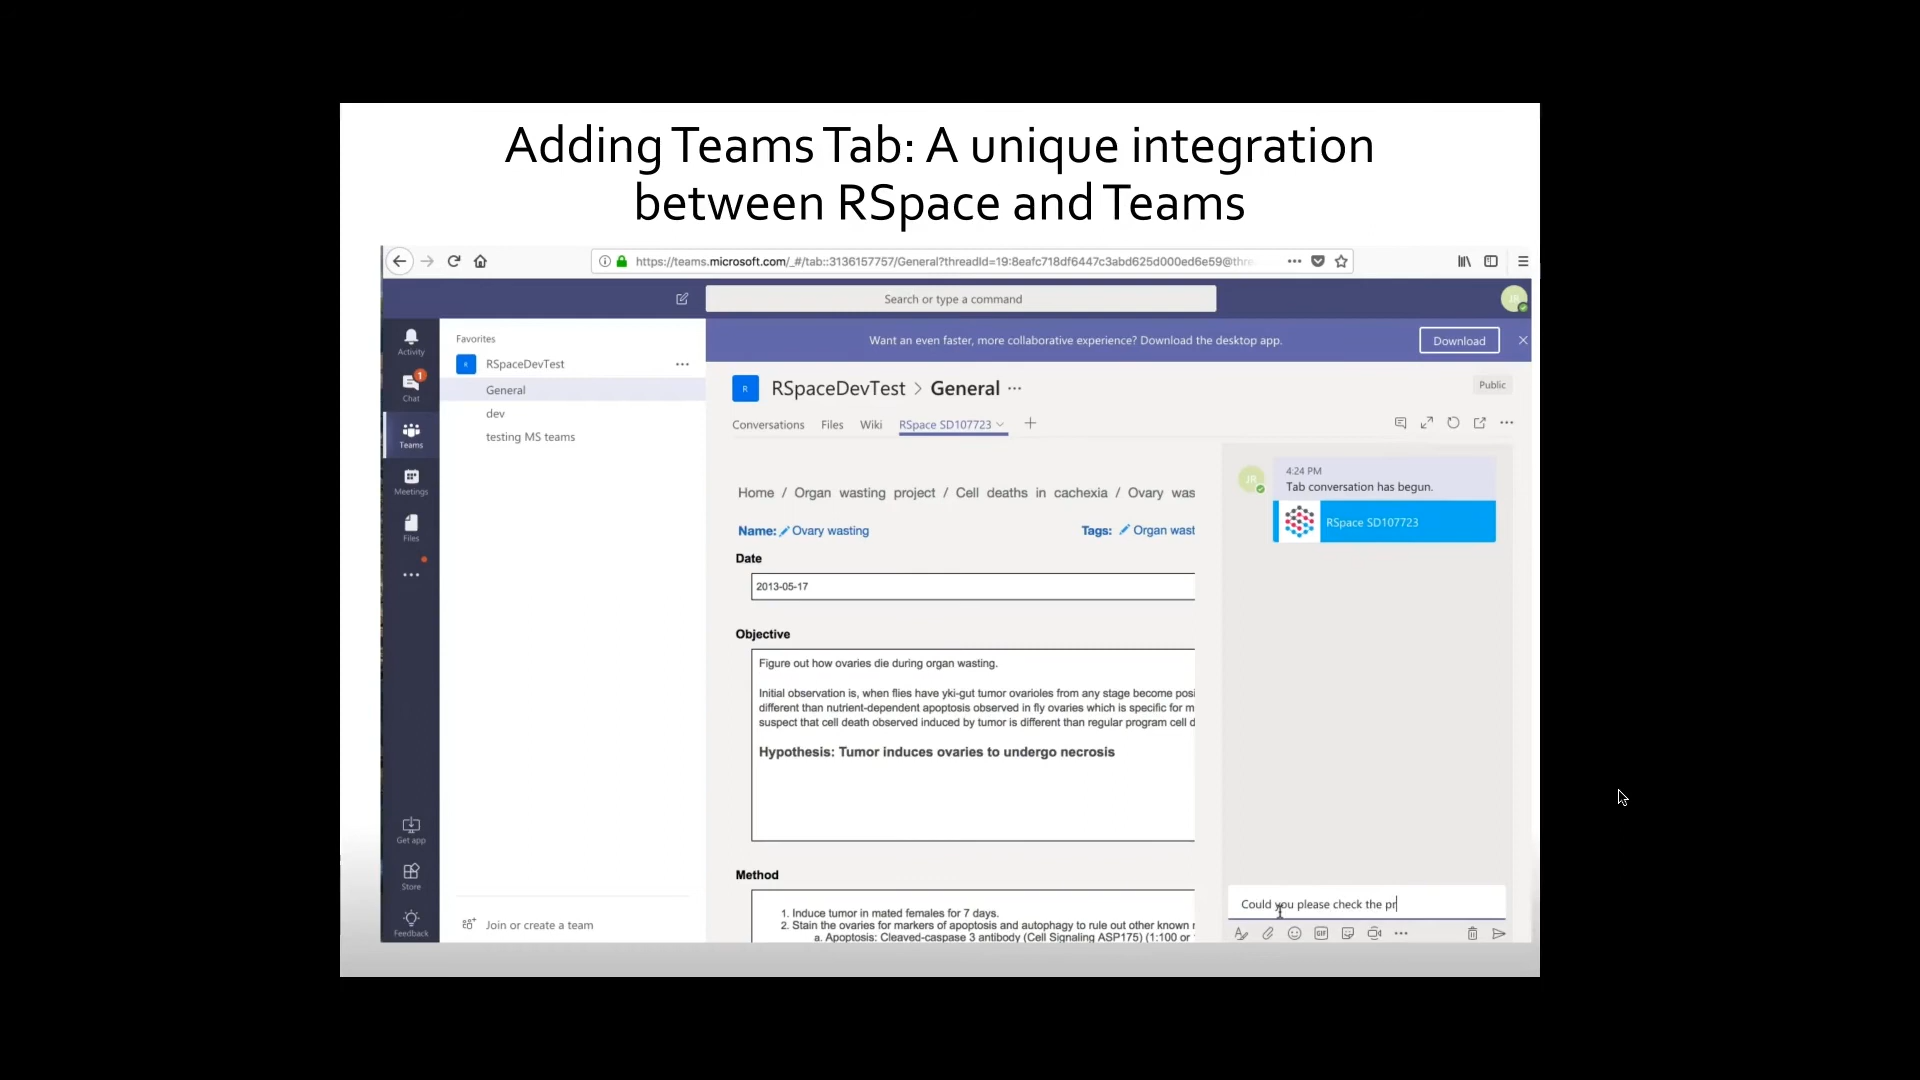 Adding Teams Tab: A unique integration
between RSpace and Teams
https://teams.microsoft.com/_#/tab::3136157757/General?threadId=19:8eafc718df6447c3abd625d000ed6e59@thre
Search or type a command
JR
Want an even faster, more collaborative experience? Download the desktop app.
Download
Activity
1
Chat
Teams
Meetings
Files
Get app
Store
Feedback
Favorites
R
RSpaceDevTest
General
dev
testing MS teams
Join or create a team
R
RSpaceDevTest > General
Public
Conversations Files Wiki RSpace SD107723
Home / Organ wasting project / Cell deaths in cachexia / Ovary was
Name: Ovary wasting
Tags: Organ wast
Date
2013-05-17
Objective
Figure out how ovaries die during organ wasting.
Initial observation is, when flies have yki-gut tumor ovarioles from any stage become posi
different than nutrient-dependent apoptosis observed in fly ovaries which is specific for m
suspect that cell death observed induced by tumor is different than regular program cell d
Hypothesis: Tumor induces ovaries to undergo necrosis
Method
1. Induce tumor in mated females for 7 days.
2. Stain the ovaries for markers of apoptosis and autophagy to rule out other known
a. Apoptosis: Cleaved-caspase 3 antibody (Cell Signaling ASP175) (1:100 or
JR
4:24 PM
Tab conversation has begun.
RSpace SD107723
Could you please check the pr
GIF